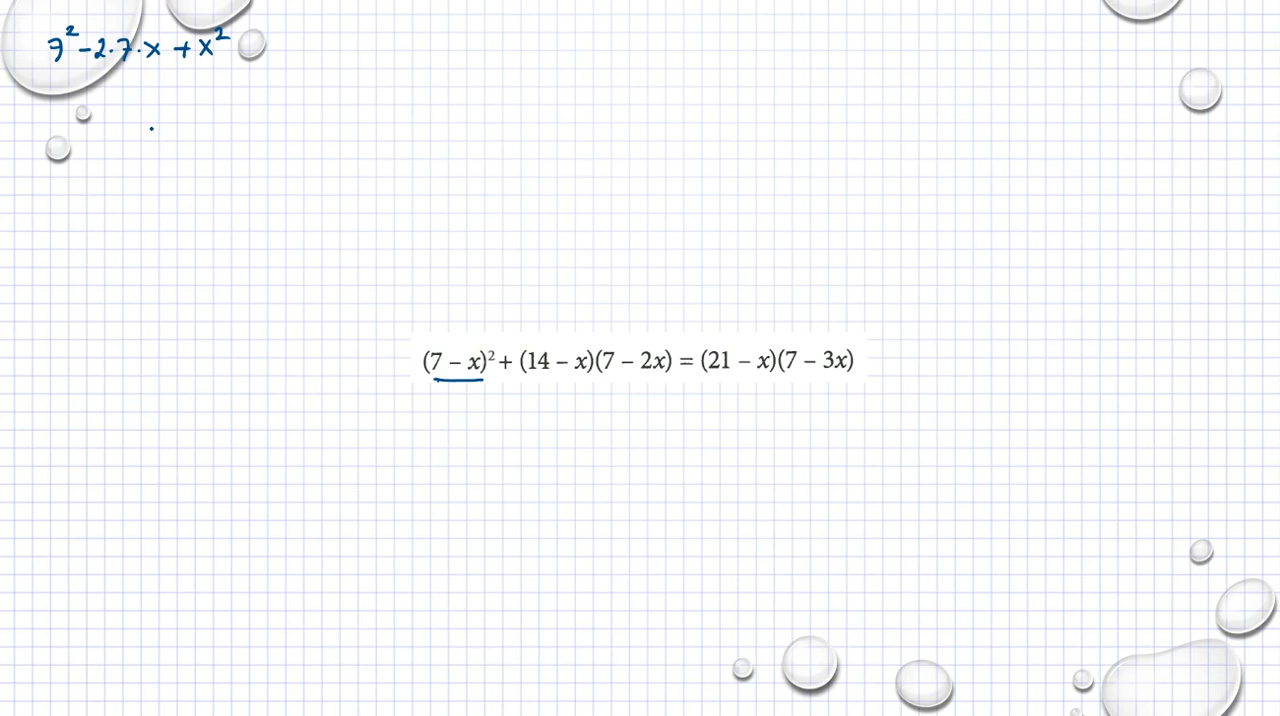 7² - 2·7·x + x²
(7 – x)² + (14 – x)(7 – 2x) = (21 – x)(7 – 3x)